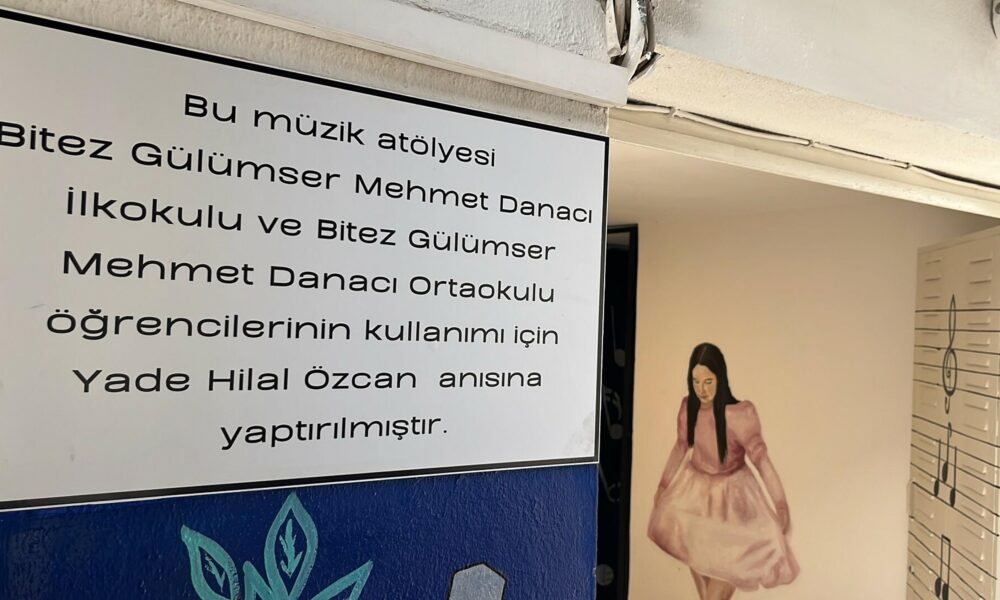 Bu müzik atölyesi
Bitez Gülümser Mehmet Danacı
İlkokulu ve Bitez Gülümser
Mehmet Danacı Ortaokulu
öğrencilerinin kullanımı için
Yade Hilal Özcan anısına
yaptırılmıştır.